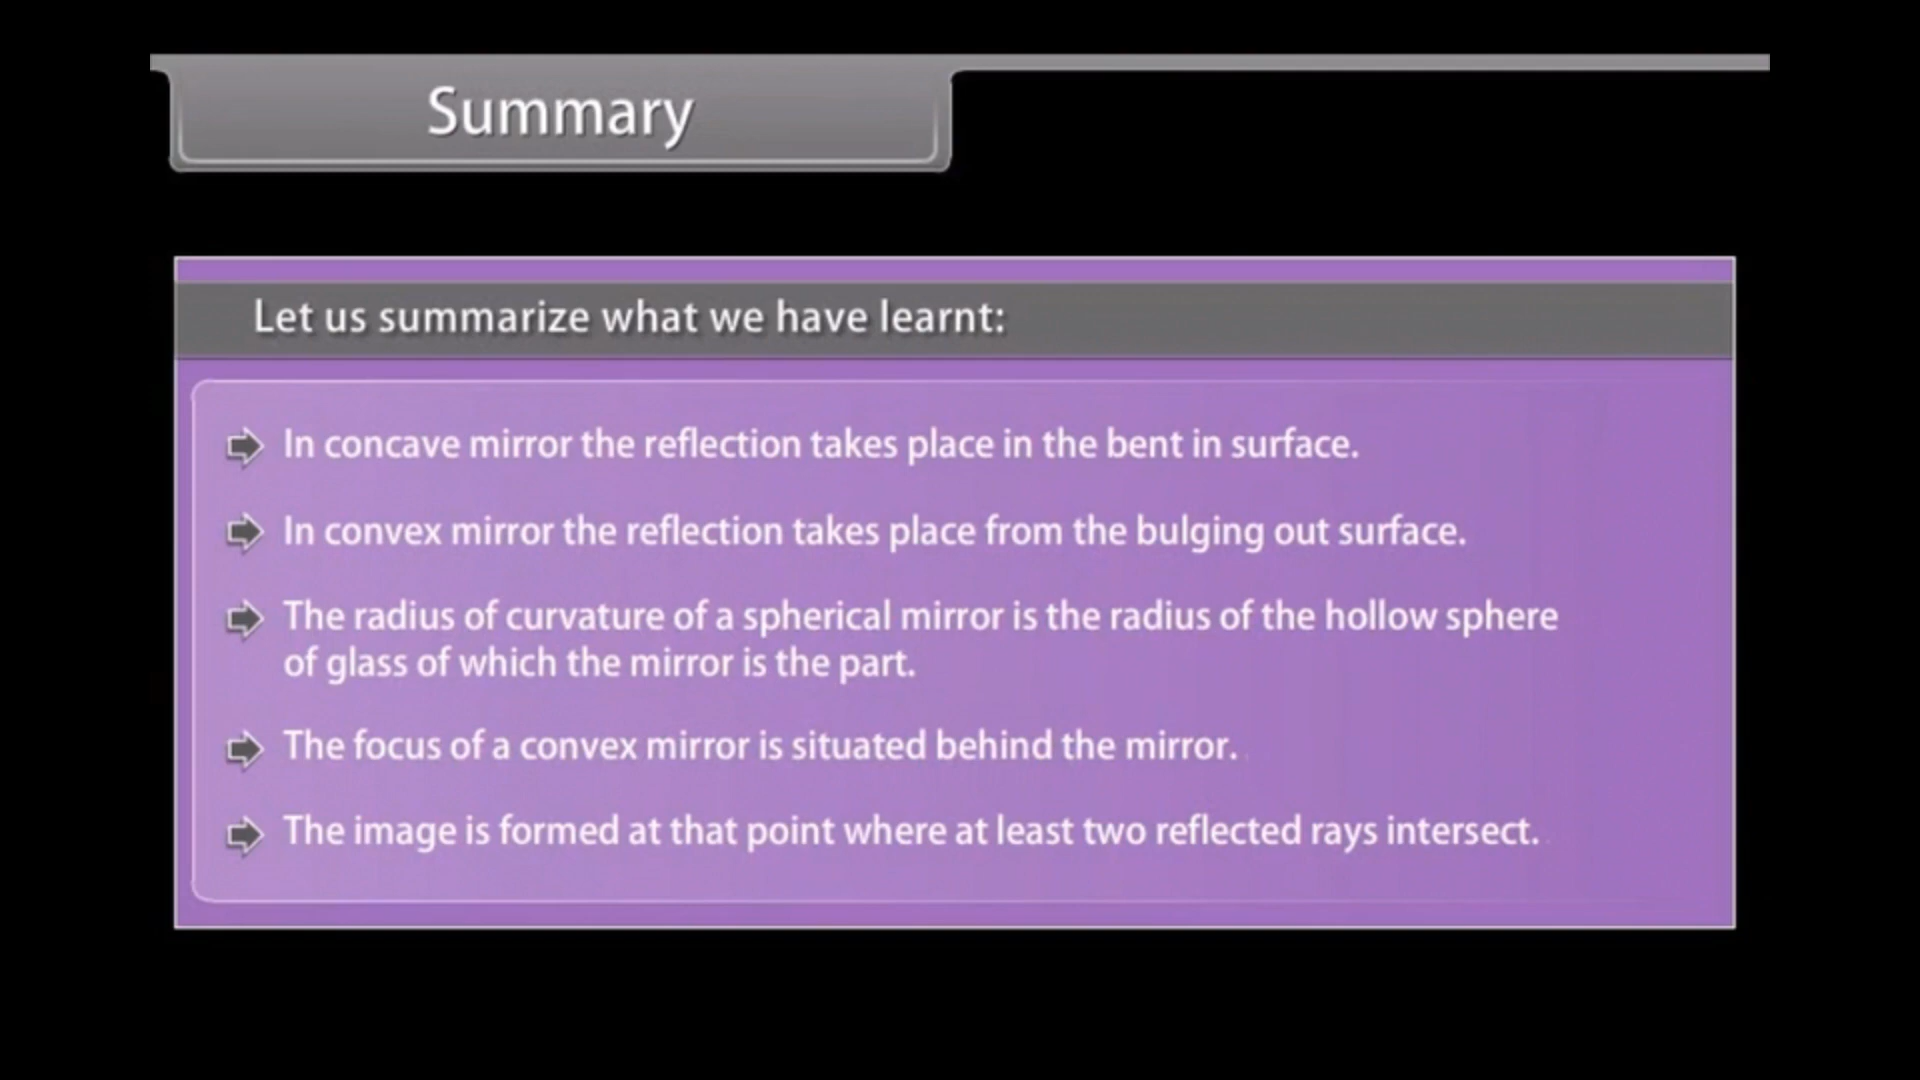 Summary
Let us summarize what we have learnt:
In concave mirror the reflection takes place in the bent in surface.
In convex mirror the reflection takes place from the bulging out surface.
The radius of curvature of a spherical mirror is the radius of the hollow sphere
of glass of which the mirror is the part.
The focus of a convex mirror is situated behind the mirror.
The image is formed at that point where at least two reflected rays intersect.